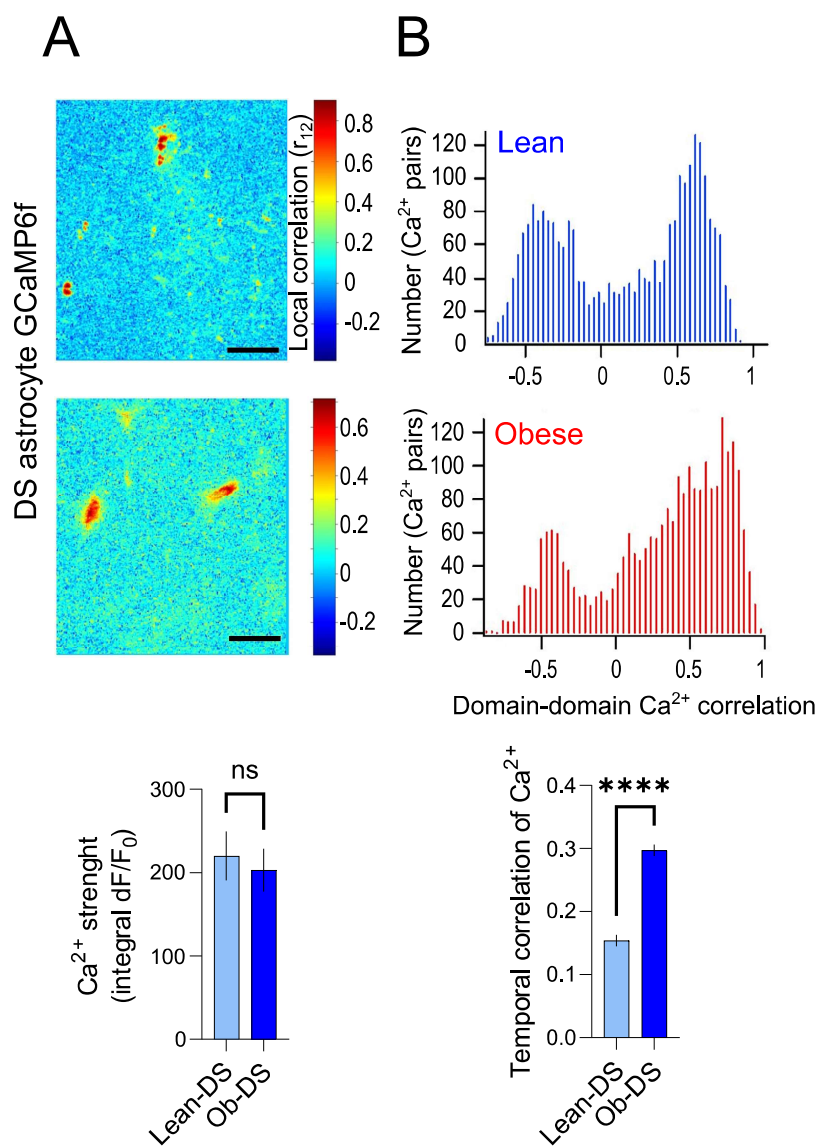 A
B
DS astrocyte GCaMP6f
Local correlation (r12)
0.8
0.6
0.4
0.2
0
-0.2
0.6
0.4
0.2
0
-0.2
Number (Ca2+ pairs)
Lean
120
100
80
60
40
20
0
-0.5
0
0.5
1
Number (Ca2+ pairs)
Obese
120
100
80
60
40
20
0
-0.5
0
0.5
1
Domain-domain Ca2+ correlation
Ca2+ strenght
(integral dF/F0)
300
200
100
0
ns
Lean-DS
Ob-DS
Temporal correlation of Ca2+
0.4
0.3
0.2
0.1
0.0
****
Lean-DS
Ob-DS